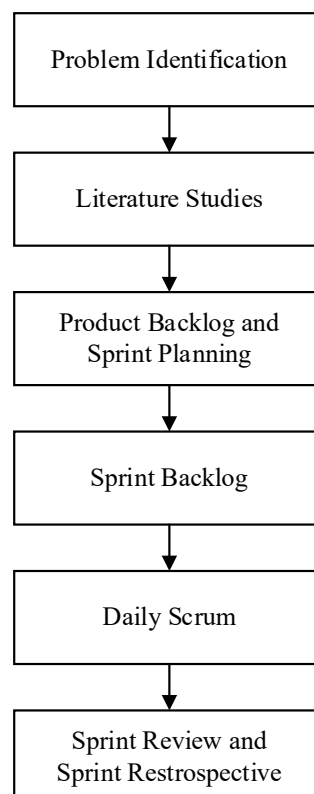 Problem Identification
Literature Studies
Product Backlog and
Sprint Planning
Sprint Backlog
Daily Scrum
Sprint Review and
Sprint Restrospective